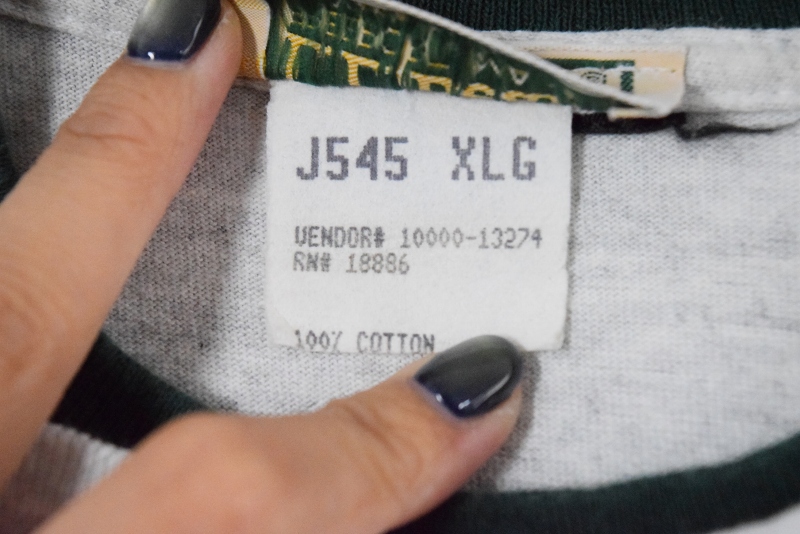 J545 XLG
VENDOR# 10000-13274
RN# 18886
100% COTTON